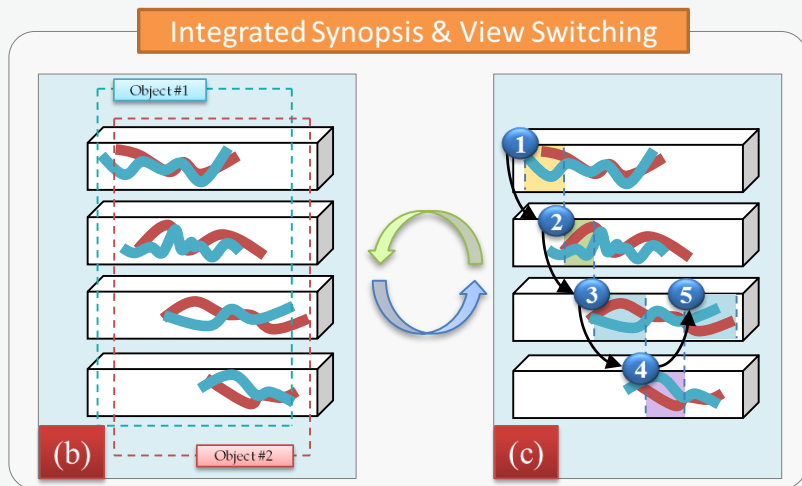 Integrated Synopsis & View Switching
Object #1
Object #2
(b)
1
2
3
5
4
(c)